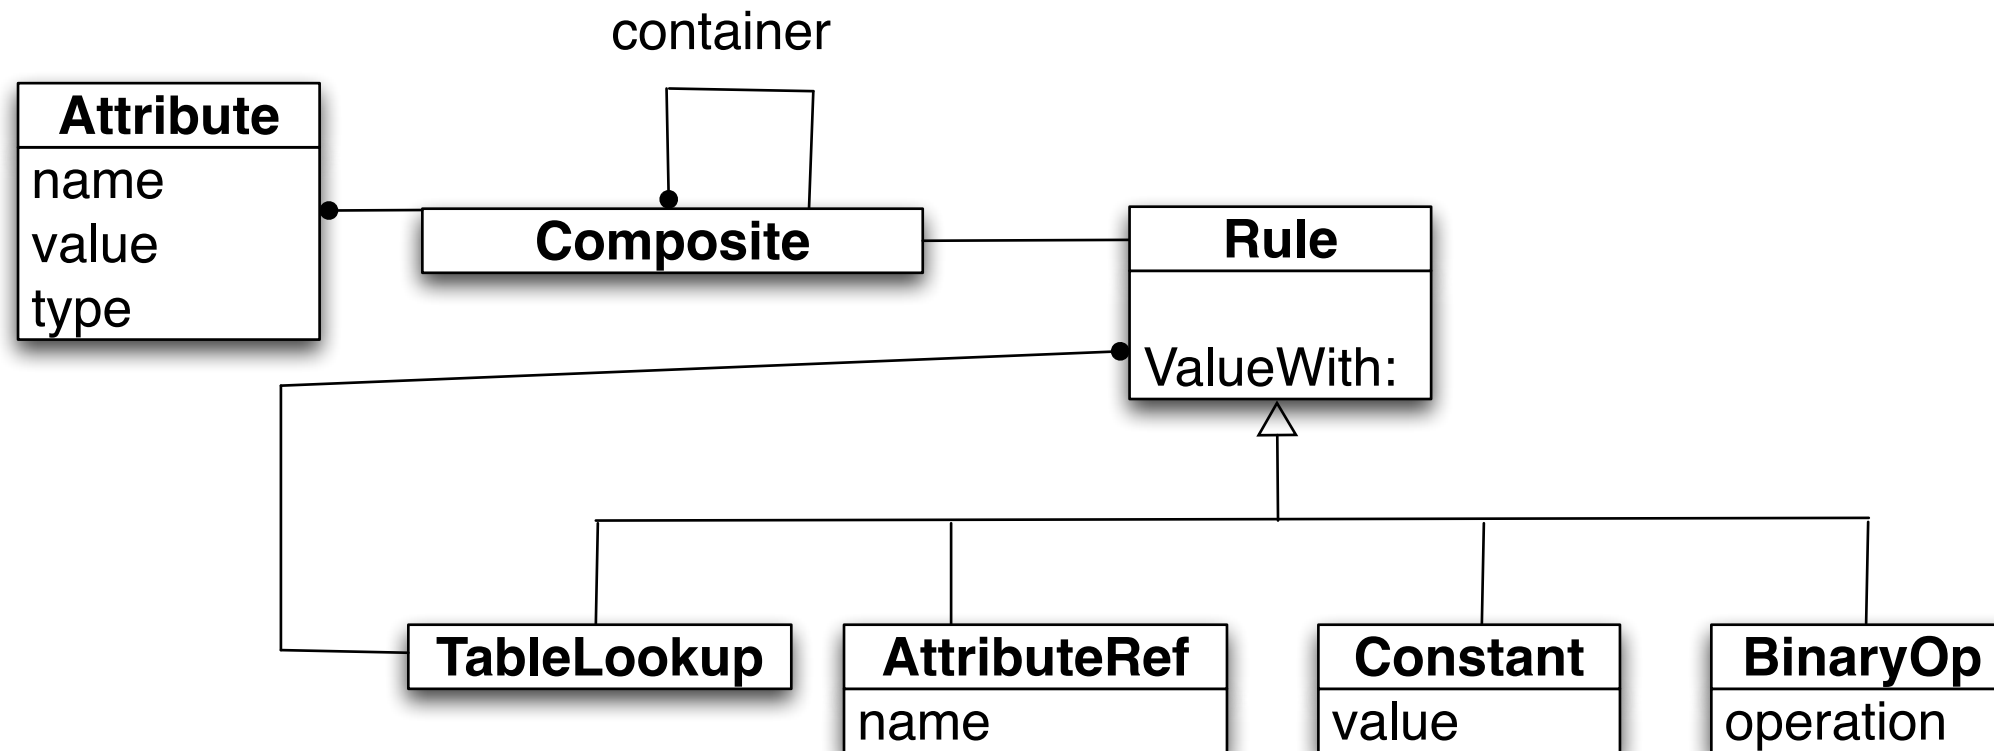 container
Attribute
name
value
type
Composite
Rule
ValueWith:
TableLookup
AttributeRef
name
Constant
value
BinaryOp
operation